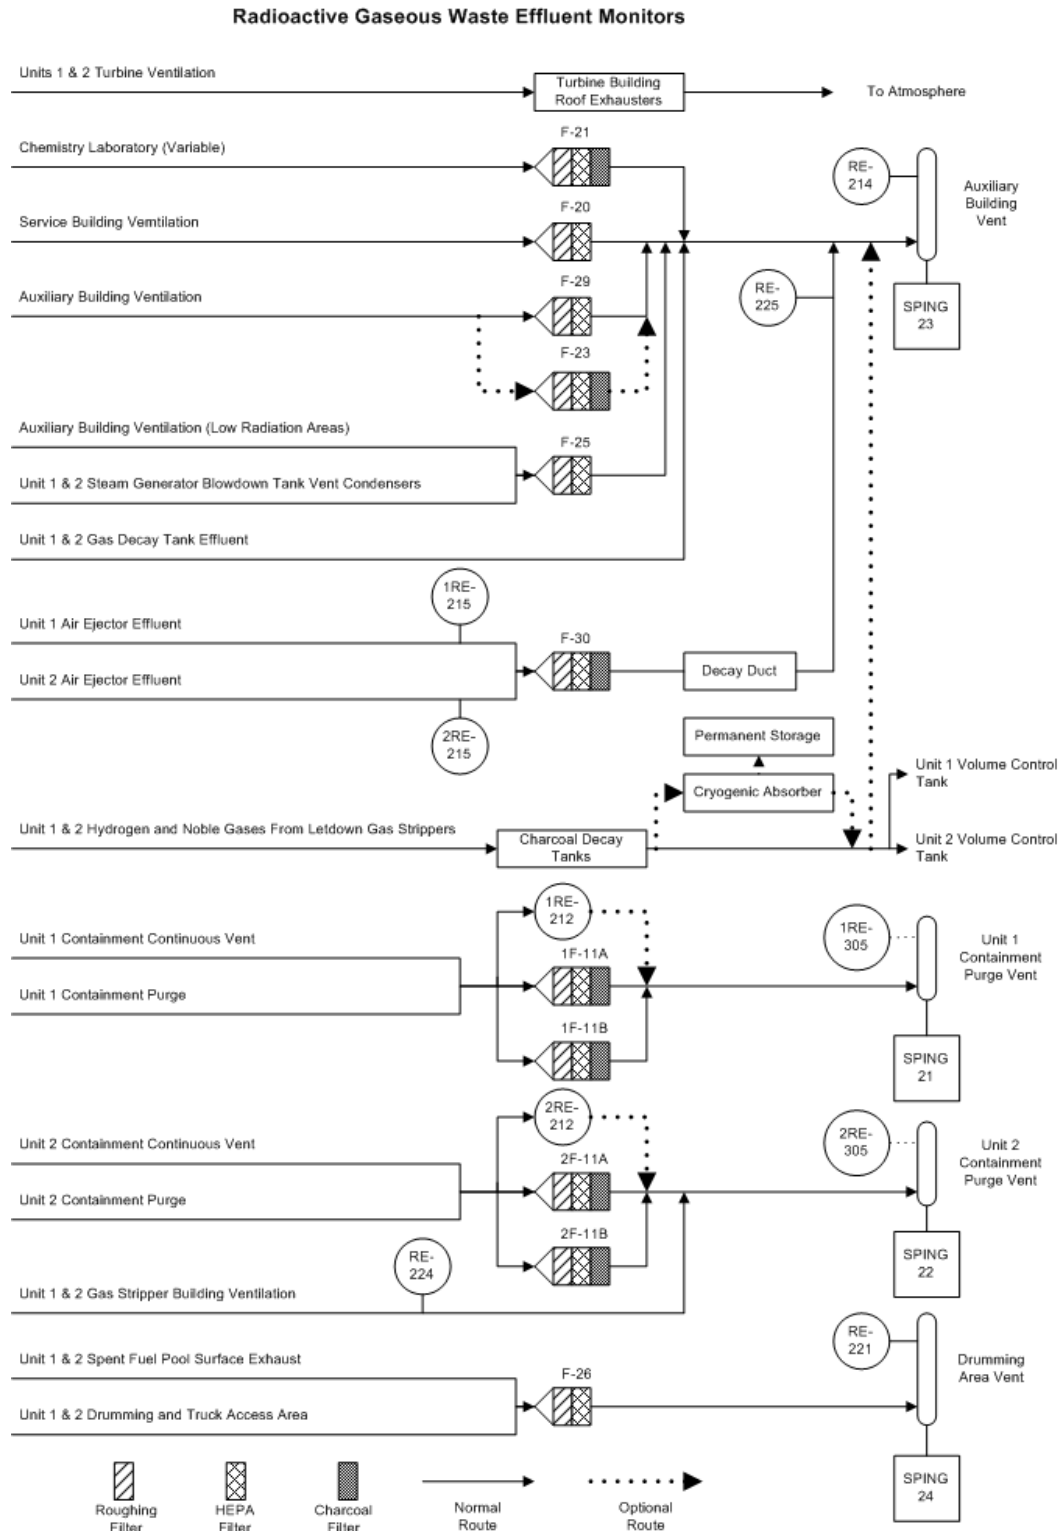 Radioactive Gaseous Waste Effluent Monitors
Units 1 & 2 Turbine Ventilation
Turbine Building
Roof Exhausters
To Atmosphere
F-21
Chemistry Laboratory (Variable)
RE-
214
Auxiliary
Building
Vent
F-20
Service Building Vemtilation
F-29
Auxiliary Building Ventilation
RE-
225
SPING
23
F-23
Auxiliary Building Ventilation (Low Radiation Areas)
F-25
Unit 1 & 2 Steam Generator Blowdown Tank Vent Condensers
Unit 1 & 2 Gas Decay Tank Effluent
1RE-
215
Unit 1 Air Ejector Effluent
F-30
Decay Duct
Unit 2 Air Ejector Effluent
2RE-
215
Permanent Storage
Unit 1 Volume Control
Tank
Cryogenic Absorber
Unit 1 & 2 Hydrogen and Noble Gases From Letdown Gas Strippers
Charcoal Decay
Tanks
Unit 2 Volume Control
Tank
1RE-
212
1RE-
305
Unit 1
Containment
Purge Vent
Unit 1 Containment Continuous Vent
1F-11A
Unit 1 Containment Purge
1F-11B
SPING
21
2RE-
212
2RE-
305
Unit 2
Containment
Purge Vent
Unit 2 Containment Continuous Vent
2F-11A
Unit 2 Containment Purge
2F-11B
SPING
22
RE-
224
Unit 1 & 2 Gas Stripper Building Ventilation
RE-
221
Drumming
Area Vent
Unit 1 & 2 Spent Fuel Pool Surface Exhaust
F-26
Unit 1 & 2 Drumming and Truck Access Area
SPING
24
Roughing
Filter
HEPA
Filter
Charcoal
Filter
Normal
Route
Optional
Route